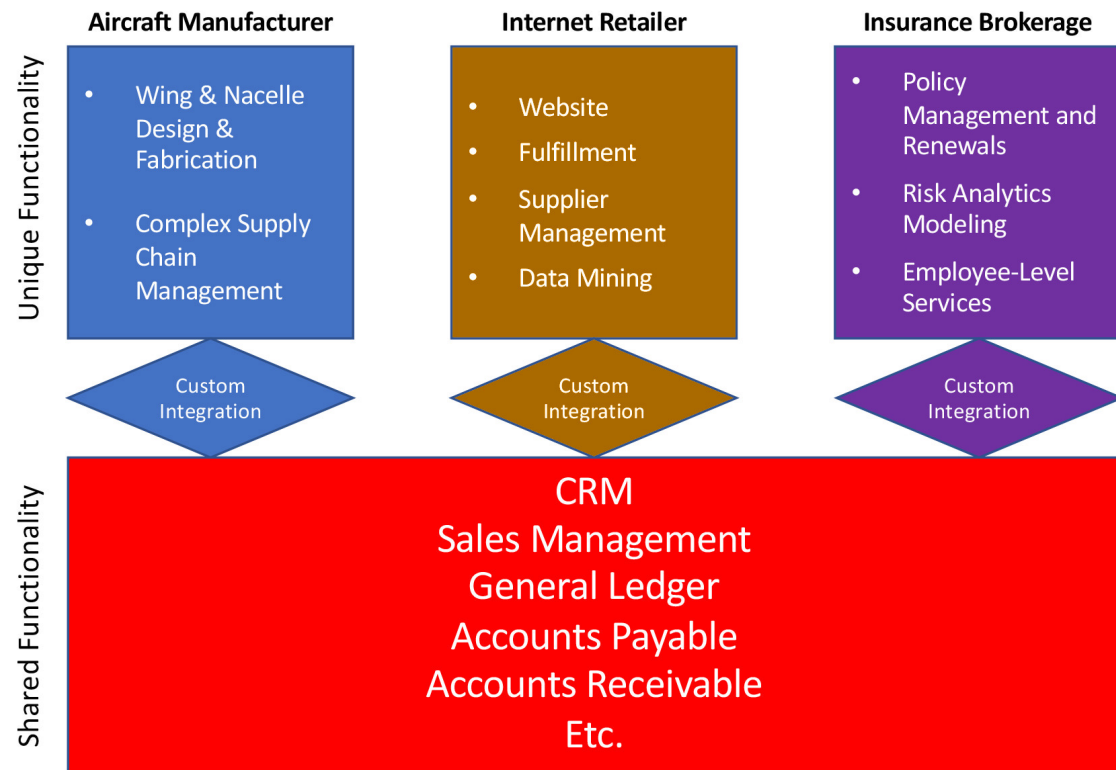 Aircraft Manufacturer
Internet Retailer
Insurance Brokerage
Unique Functionality
• Wing & Nacelle
Design &
Fabrication
• Complex Supply
Chain
Management
• Website
• Fulfillment
• Supplier
Management
• Data Mining
• Policy
Management and
Renewals
• Risk Analytics
Modeling
• Employee-Level
Services
Custom
Integration
Custom
Integration
Custom
Integration
Shared Functionality
CRM
Sales Management
General Ledger
Accounts Payable
Accounts Receivable
Etc.